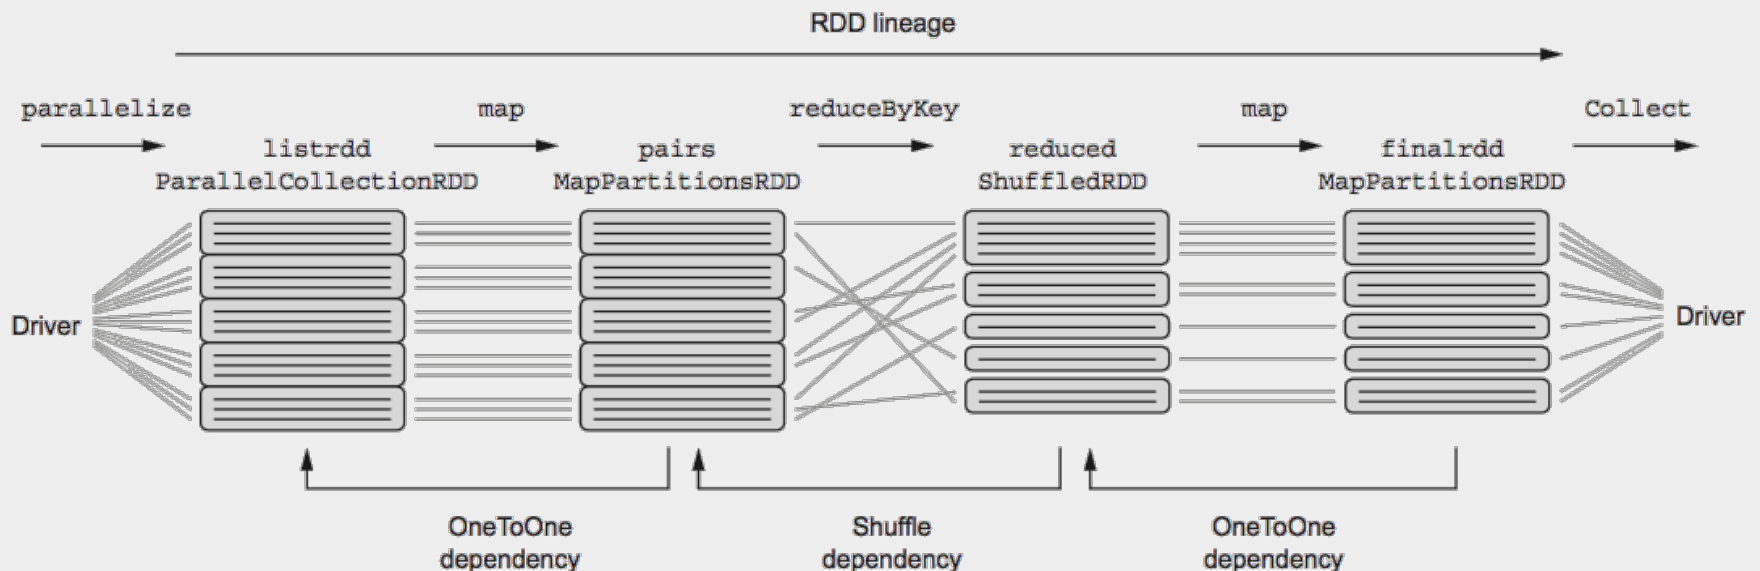 RDD lineage
parallelize
map
reduceByKey
map
Collect
listrdd
ParallelCollectionRDD
pairs
MapPartitionsRDD
reduced
ShuffledRDD
finalrdd
MapPartitionsRDD
Driver
Driver
OneToOne
dependency
Shuffle
dependency
OneToOne
dependency